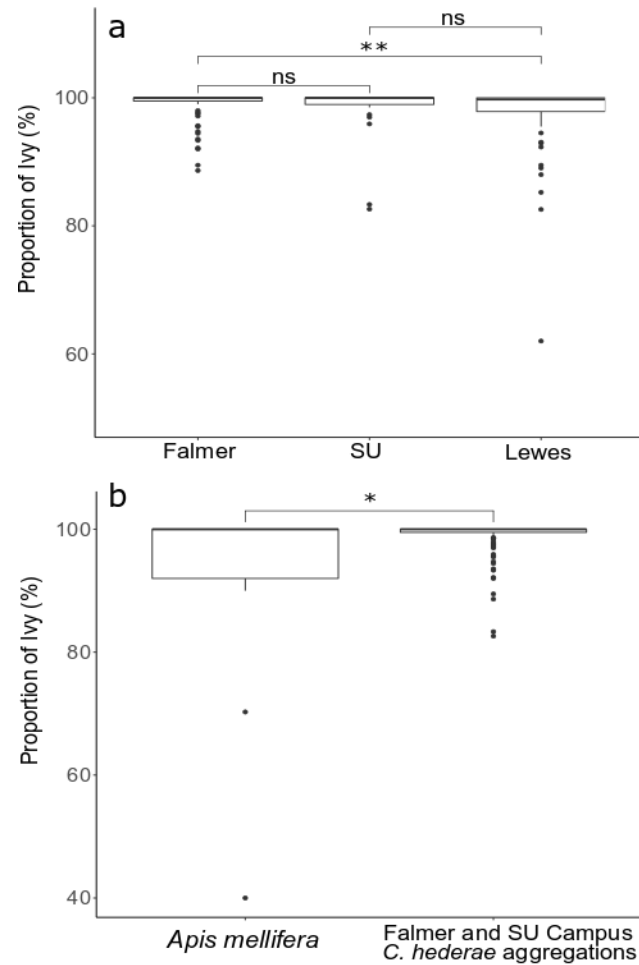 a
ns
**
ns
100
80
60
Proportion of Ivy (%)
Falmer
SU
Lewes
b
*
100
80
60
40
Proportion of Ivy (%)
Apis mellifera
Falmer and SU Campus
C. hederae aggregations